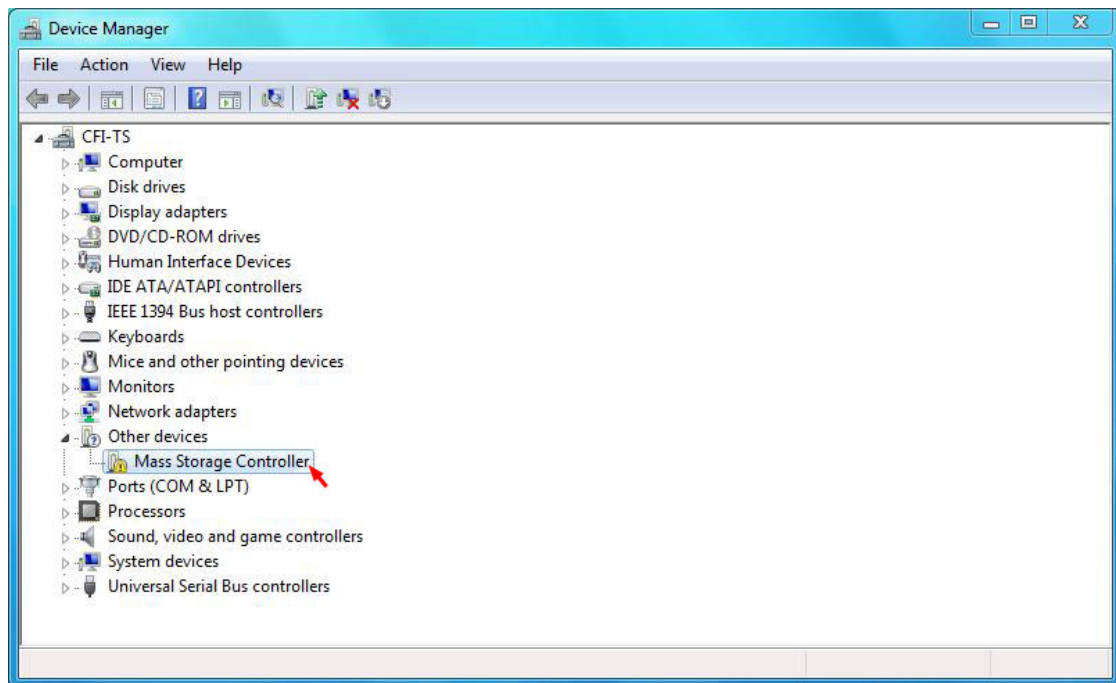 Device Manager
File Action View Help
CFI-TS
Computer
Disk drives
Display adapters
DVD/CD-ROM drives
Human Interface Devices
IDE ATA/ATAPI controllers
IEEE 1394 Bus host controllers
Keyboards
Mice and other pointing devices
Monitors
Network adapters
Other devices
Mass Storage Controller
Ports (COM & LPT)
Processors
Sound, video and game controllers
System devices
Universal Serial Bus controllers